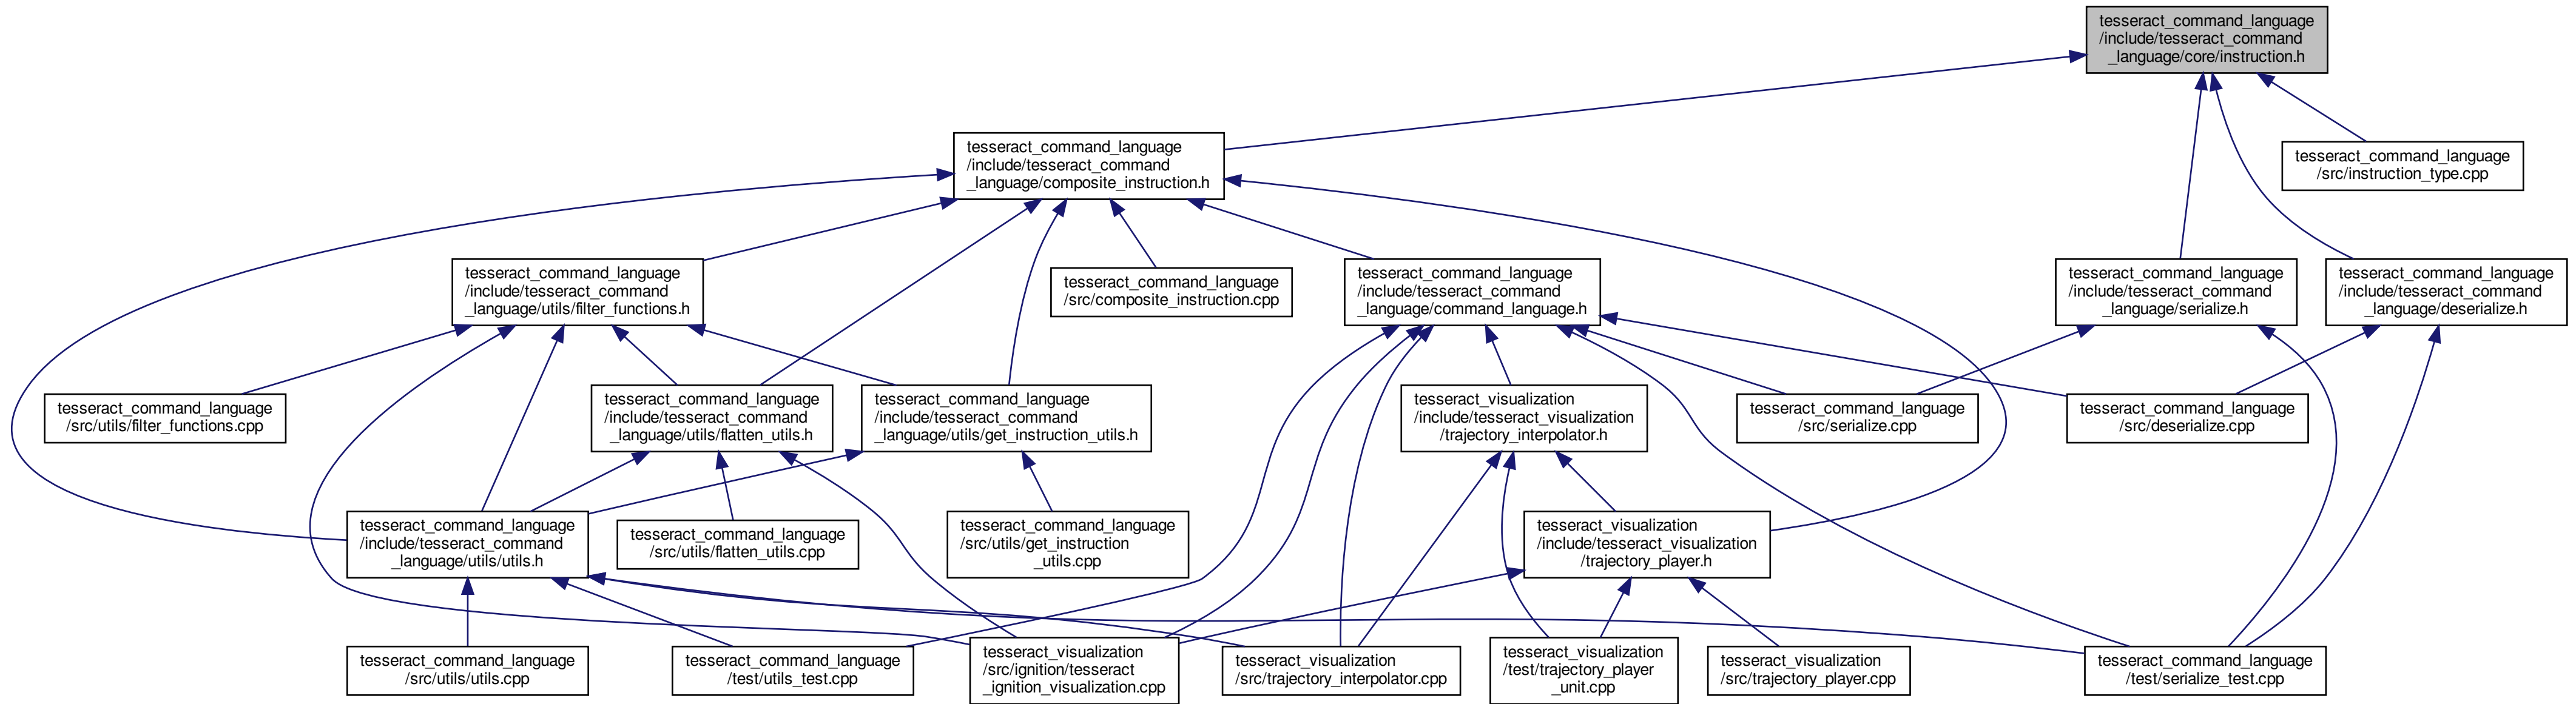 tesseract_command_language
/include/tesseract_command
_language/core/instruction.h
tesseract_command_language
/include/tesseract_command
_language/composite_instruction.h
tesseract_command_language
/src/instruction_type.cpp
tesseract_command_language
/include/tesseract_command
_language/utils/filter_functions.h
tesseract_command_language
/src/composite_instruction.cpp
tesseract_command_language
/include/tesseract_command
_language/command_language.h
tesseract_command_language
/include/tesseract_command
_language/serialize.h
tesseract_command_language
/include/tesseract_command
_language/deserialize.h
tesseract_command_language
/src/utils/filter_functions.cpp
tesseract_command_language
/include/tesseract_command
_language/utils/flatten_utils.h
tesseract_command_language
/include/tesseract_command
_language/utils/get_instruction_utils.h
tesseract_visualization
/include/tesseract_visualization
/trajectory_interpolator.h
tesseract_command_language
/src/serialize.cpp
tesseract_command_language
/src/deserialize.cpp
tesseract_command_language
/include/tesseract_command
_language/utils/utils.h
tesseract_command_language
/src/utils/flatten_utils.cpp
tesseract_command_language
/src/utils/get_instruction
_utils.cpp
tesseract_visualization
/include/tesseract_visualization
/trajectory_player.h
tesseract_command_language
/src/utils/utils.cpp
tesseract_command_language
/test/utils_test.cpp
tesseract_visualization
/src/ignition/tesseract
_ignition_visualization.cpp
tesseract_visualization
/src/trajectory_interpolator.cpp
tesseract_visualization
/test/trajectory_player
_unit.cpp
tesseract_visualization
/src/trajectory_player.cpp
tesseract_command_language
/test/serialize_test.cpp